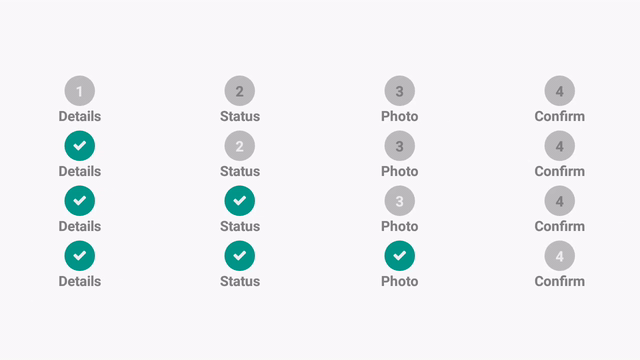 1 2 3 4
Details Status Photo Confirm
2 3 4
Details Status Photo Confirm
3 4
Details Status Photo Confirm
4
Details Status Photo Confirm